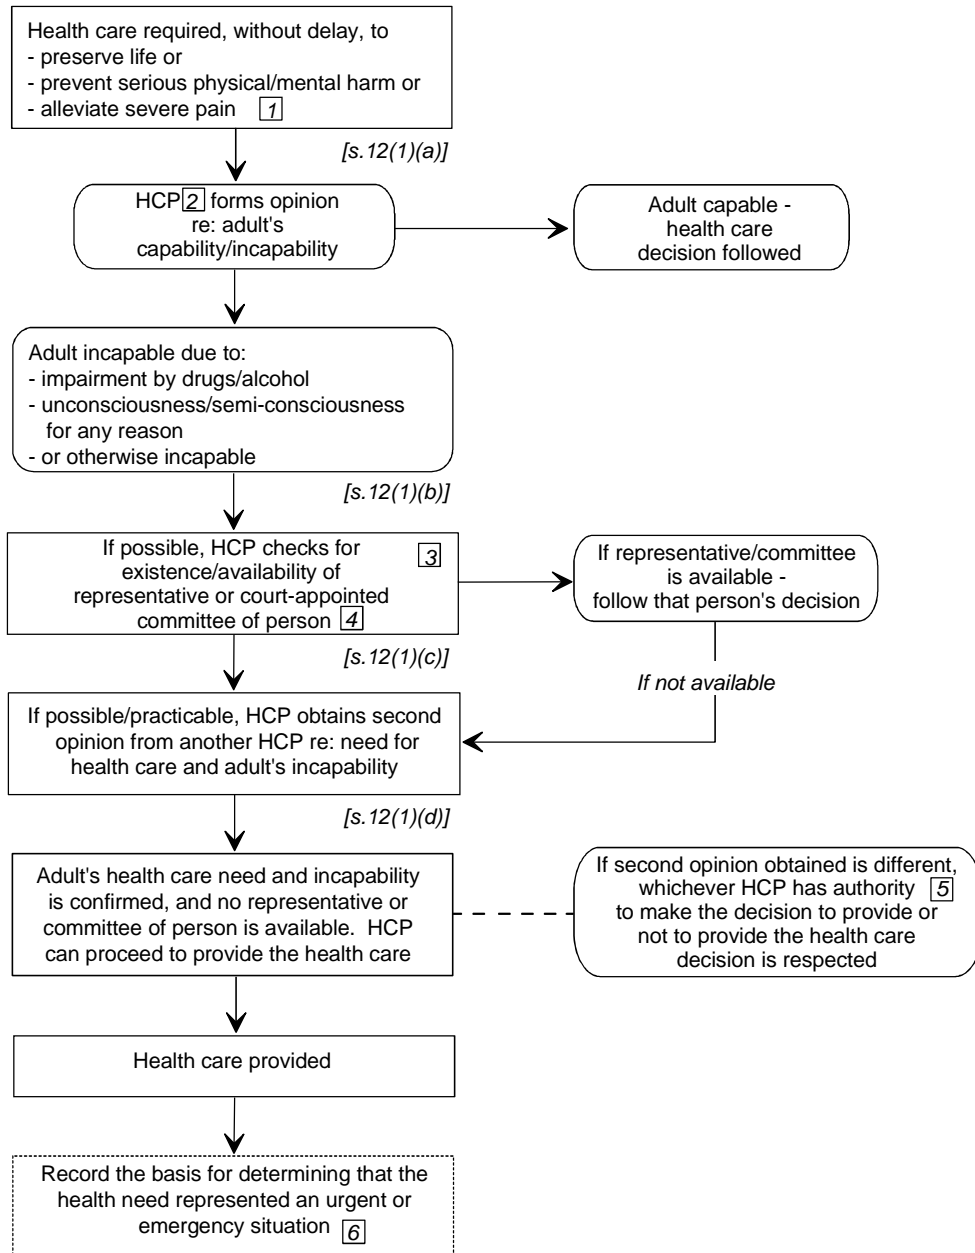 Health care required, without delay, to
- preserve life or
- prevent serious physical/mental harm or
- alleviate severe pain 1
[s.12(1)(a)]
HCP 2 forms opinion
re: adult's
capability/incapability
Adult capable -
health care
decision followed
Adult incapable due to:
- impairment by drugs/alcohol
- unconsciousness/semi-consciousness
for any reason
- or otherwise incapable
[s.12(1)(b)]
If possible, HCP checks for 3
existence/availability of
representative or court-appointed
committee of person 4
If representative/committee
is available -
follow that person's decision
[s.12(1)(c)]
If not available
If possible/practicable, HCP obtains second
opinion from another HCP re: need for
health care and adult's incapability
[s.12(1)(d)]
Adult's health care need and incapability
is confirmed, and no representative or
committee of person is available. HCP
can proceed to provide the health care
If second opinion obtained is different,
whichever HCP has authority 5
to make the decision to provide or
not to provide the health care
decision is respected
Health care provided
Record the basis for determining that the
health need represented an urgent or
emergency situation 6